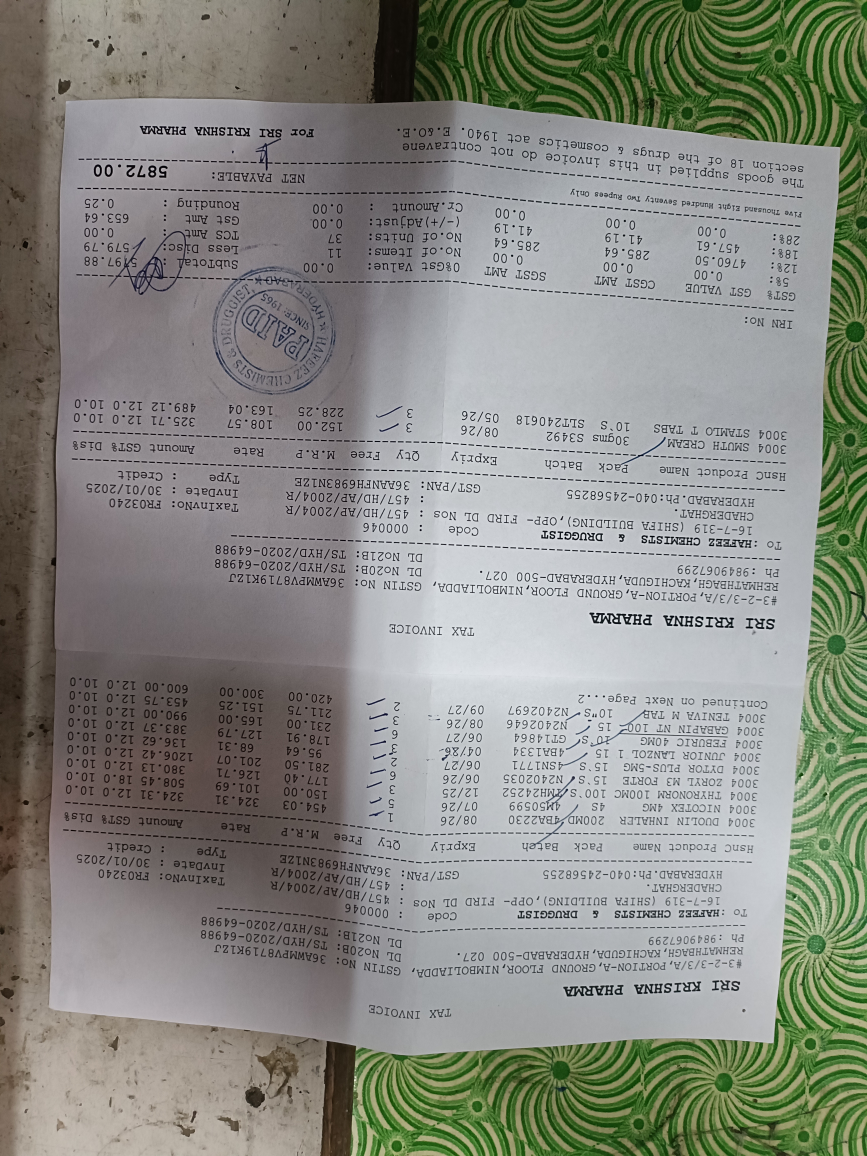 TAX INVOICE
SRI KRISHNA PHARMA
#3-2-3/3/A, PORTION-A, GROUND FLOOR, NIMBOLIADDA, GSTIN No: 36AWMPV8719K1ZJ
REHMATHBAGH, KACHIGUDA, HYDERABAD-500 027. DL No20B: TS/HYD/2020-64988
Ph :9849067299 DL No21B: TS/HYD/2020-64988
To :HAFEEZ CHEMISTS & DRUGGIST Code : 000046
16-7-319 (SHIFA BUILDING), OPP- FIRD DL Nos : 457/HD/AP/2004/R TaxInvNo: FR03240
CHADERGHAT. : 457/HD/AP/2004/R InvDate : 30/01/2025
HYDERABAD.Ph:040-24568255 GST/PAN: 36AANFH6983N1ZE Type : Credit
HsnC Product Name Pack Batch Expriy Qty Free M.R.P Rate Amount GST% Dis%
3004 DUOLIN INHALER 200MD 4BA2230 08/26 1 454.03 324.31 324.31 12.0 10.0
3004 NICOTEX 4MG 4S 4M50599 07/26 5 150.00 101.69 508.45 18.0 10.0
3004 THYRONORM 100MC 100'S TMH24252 12/25 3 177.40 126.71 380.13 12.0 10.0
3004 ZORYL M3 FORTE 15'S N2402035 06/26 6 281.50 201.07 1206.42 12.0 10.0
3004 DYTOR PLUS-5MG 15'S 4SN1771 06/27 2 95.64 68.31 136.62 12.0 10.0
3004 JUNIOR LANZOL 1 15 ABA1334 04/26 3 178.91 127.79 383.37 12.0 10.0
3004 FEBURIC 40MG 10'S GT14864 06/27 6 231.00 165.00 990.00 12.0 10.0
3004 GABAPIN NT 100 15 N2402646 08/26 3 211.75 151.25 453.75 12.0 10.0
3004 TENIVA M TAB 10"S N2402697 09/27 2 420.00 300.00 600.00 12.0 10.0
Continued on Next Page...2
TAX INVOICE
SRI KRISHNA PHARMA
#3-2-3/3/A, PORTION-A, GROUND FLOOR, NIMBOLIADDA, GSTIN No: 36AWMPV8719K1ZJ
REHMATHBAGH, KACHIGUDA, HYDERABAD-500 027. DL No20B: TS/HYD/2020-64988
Ph :9849067299 DL No21B: TS/HYD/2020-64988
To :HAFEEZ CHEMISTS & DRUGGIST Code : 000046
16-7-319 (SHIFA BUILDING), OPP- FIRD DL Nos : 457/HD/AP/2004/R TaxInvNo: FR03240
CHADERGHAT. : 457/HD/AP/2004/R InvDate : 30/01/2025
HYDERABAD.Ph:040-24568255 GST/PAN: 36AANFH6983N1ZE Type : Credit
HsnC Product Name Pack Batch Expriy Qty Free M.R.P Rate Amount GST% Dis%
3004 SMUTH CREAM 30gms S3492 08/26 3 152.00 108.57 325.71 12.0 10.0
3004 STAMLO TABS 10`S SLT240618 05/26 3 228.25 163.04 489.12 12.0 10.0
HAFEEZ CHEMISTS & DRUGGIST, HYDERABAD
PAID
SINCE: 1965
IRN No:
GST% GST VALUE CGST AMT SGST AMT 0%Gst Value: 0.00 SubTotal : 5797.88
5%: 0.00 0.00 0.00 No.of Items: 11 Less Disc: 579.79
12%: 4760.50 285.64 285.64 No.of Units: 37 TCS Amt : 0.00
18%: 457.61 41.19 41.19 (-/+)Adjust: 0.00 Gst Amt : 653.64
28%: 0.00 0.00 0.00 Cr.Amount : 0.00 Rounding : 0.25
Five Thousand Eight Hundred Seventy Two Rupees Only
NET PAYABLE: 5872.00
The goods supplied in this invoice do not contravene
section 18 of the drugs & cosmetics act 1940. E.&O.E. For SRI KRISHNA PHARMA